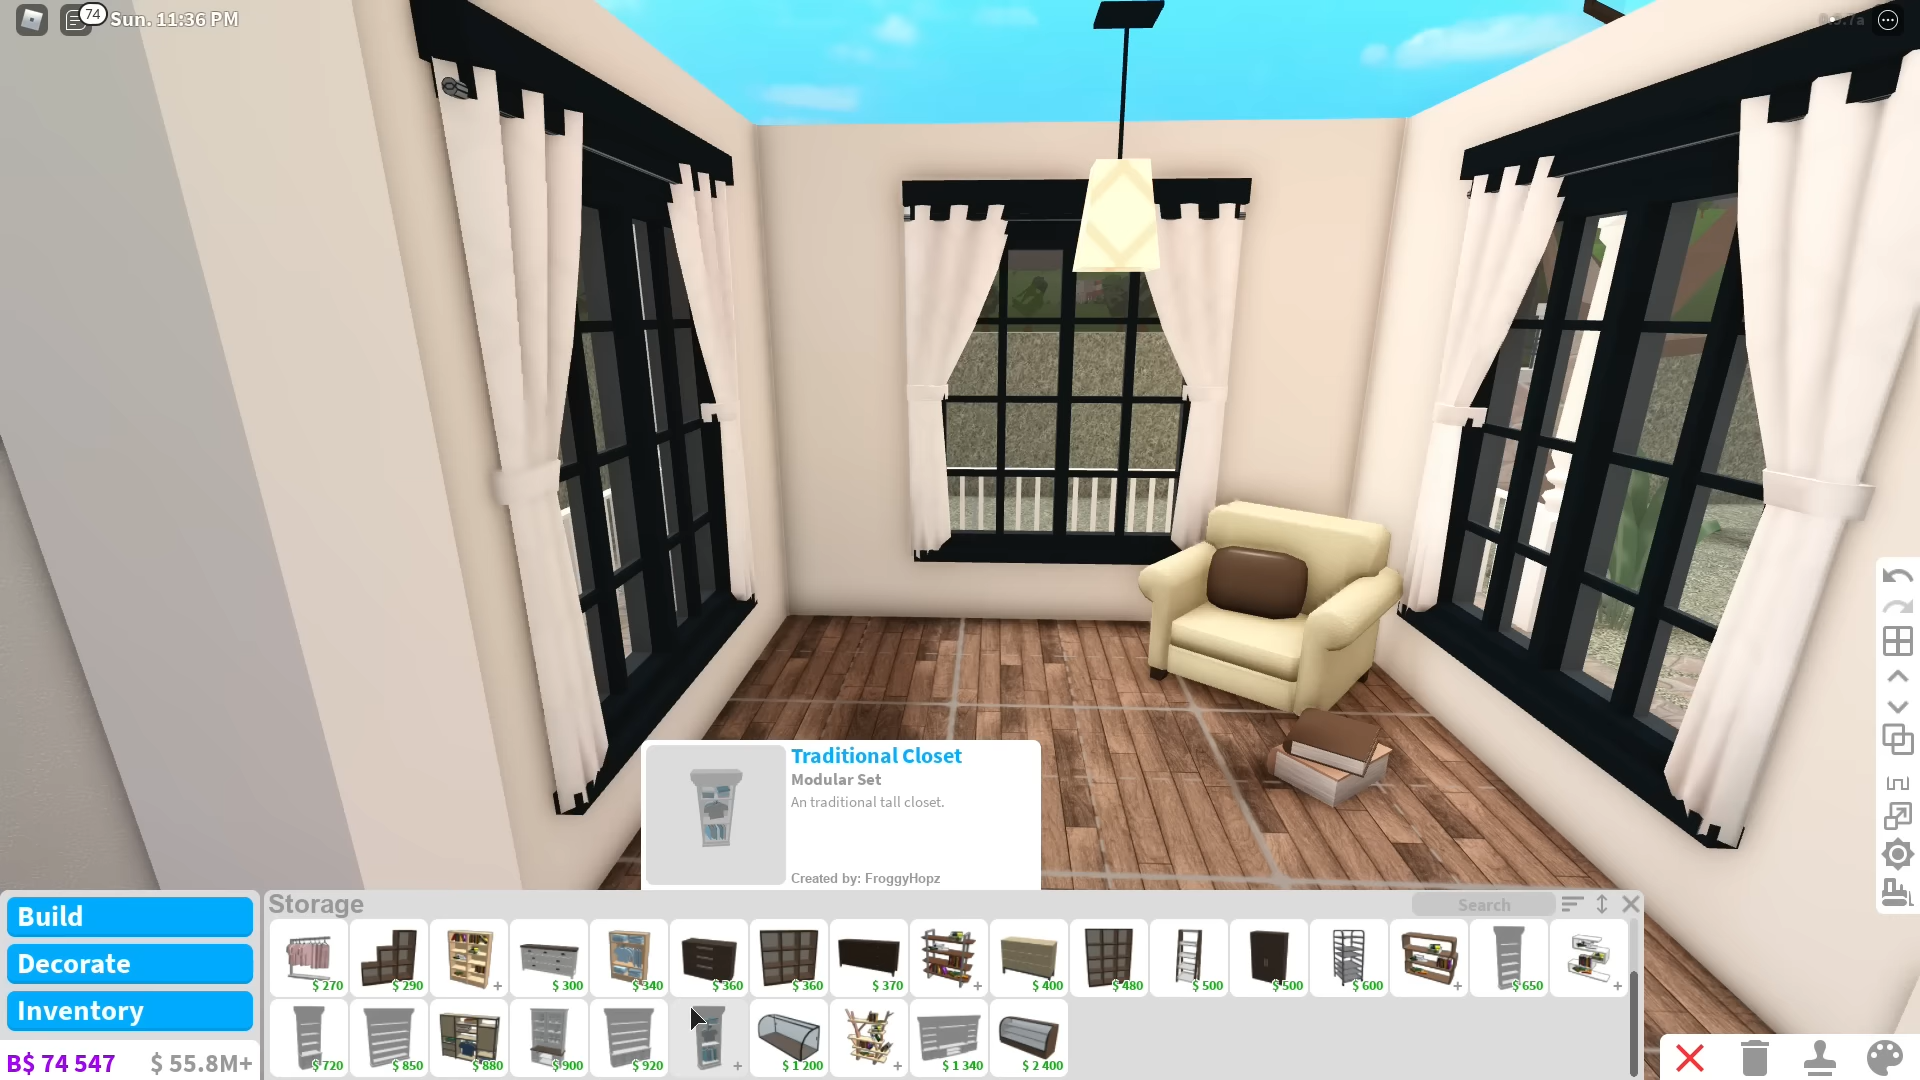 74
Sun. 11:36 PM
Traditional Closet
Modular Set
An traditional tall closet.
Created by: FroggyHopz
Build
Decorate
Inventory
B$ 74 547
$ 55.8M+
Storage
Search
$ 270
$ 290
+
$ 300
$ 340
$ 360
$ 360
$ 370
+
$ 400
$ 480
$ 500
$ 500
$ 600
+
$ 650
+
$ 720
$ 850
$ 880
$ 900
$ 920
+
$ 1 200
+
$ 1 340
$ 2 400